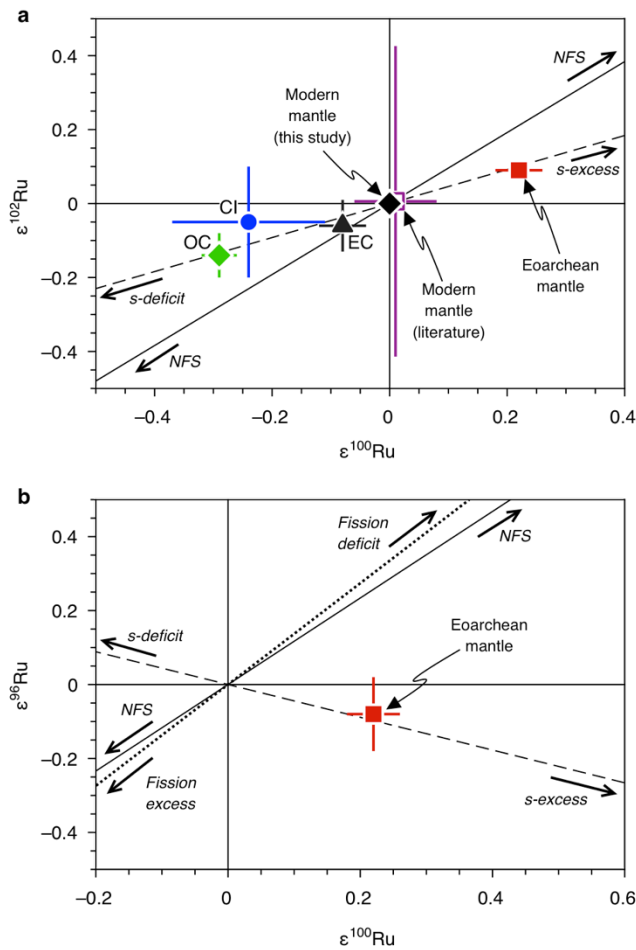 a
0.4
0.2
0
−0.2
−0.4
ε102Ru
NFS
Modern
mantle
(this study)
s-excess
CI
OC
EC
Eoarchean
mantle
s-deficit
Modern
mantle
(literature)
NFS
−0.4
−0.2
0
0.2
0.4
ε100Ru
b
0.4
0.2
0
−0.2
−0.4
ε96Ru
Fission
deficit
NFS
s-deficit
Eoarchean
mantle
NFS
Fission
excess
s-excess
−0.2
0
0.2
0.4
0.6
ε100Ru